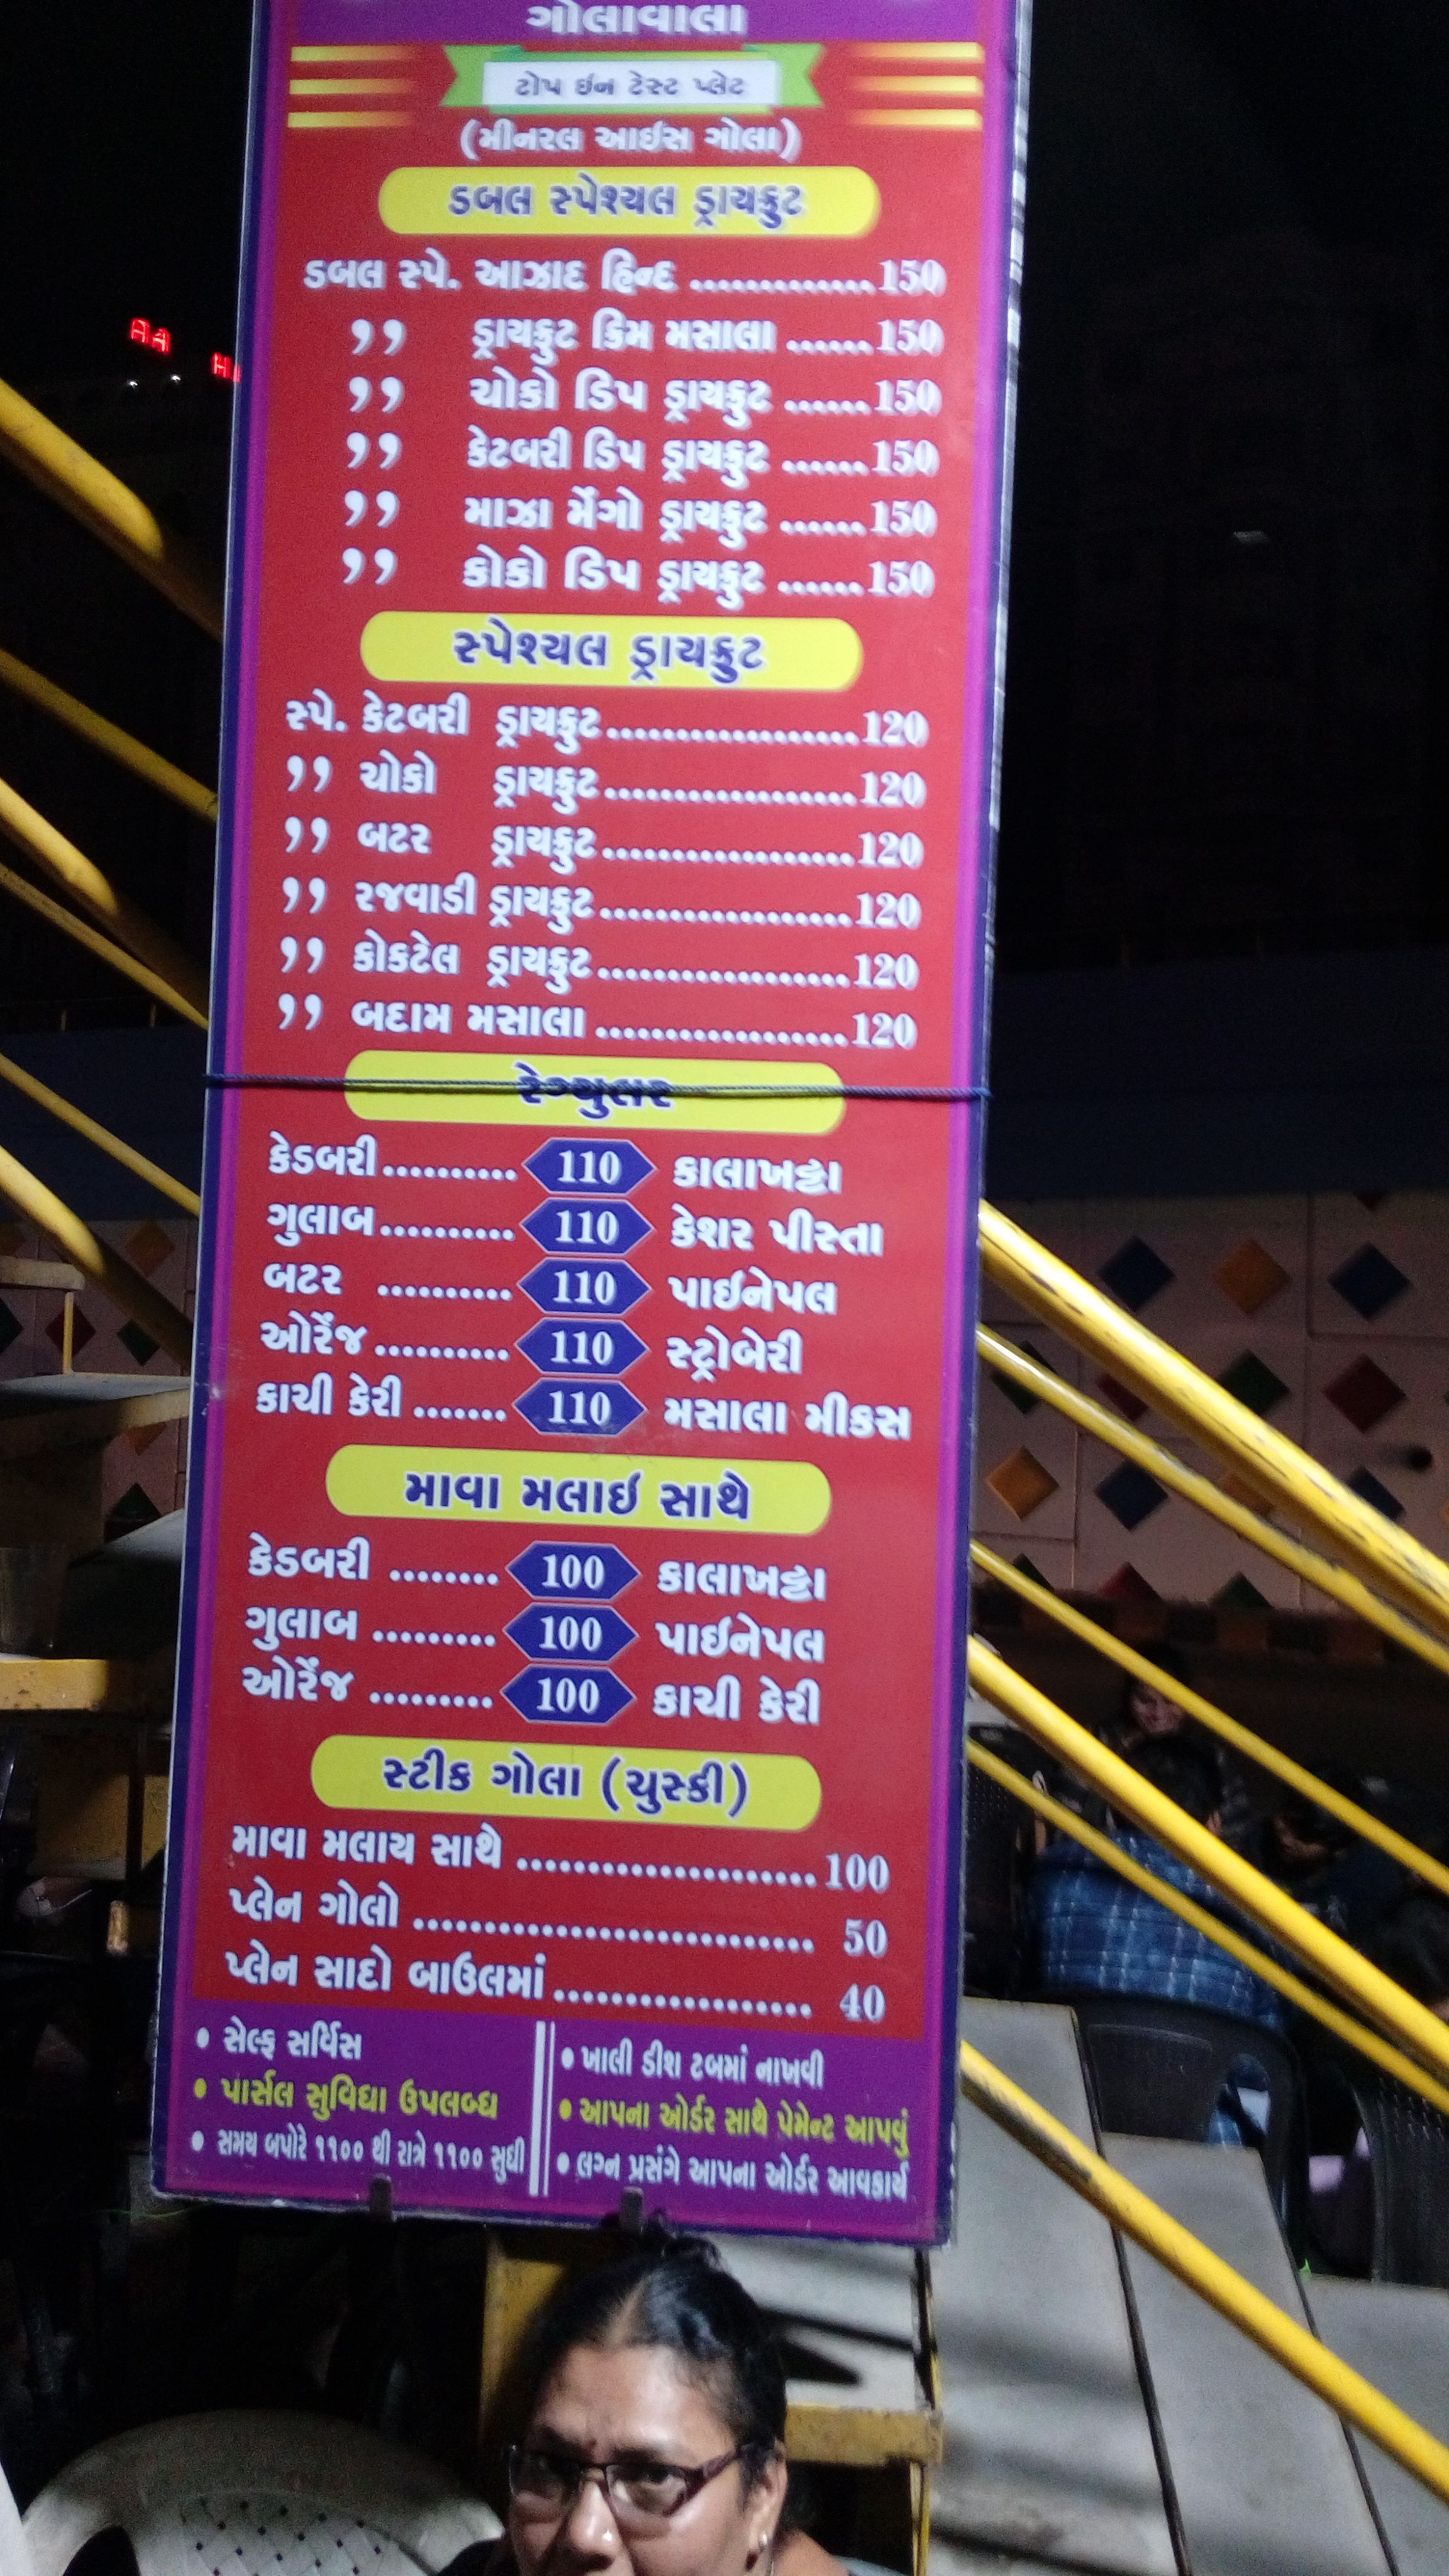 ગોલાવાલા
ટોપ ઇન ટેસ્ટ પ્લેટ
(મીનરલ આઈસ ગોલા)
ડબલ સ્પેશ્યલ ડ્રાયફ્રુટ
ડબલ સ્પે. આઝાદ હિન્દ .............150
,, ડ્રાયફ્રુટ ક્રિમ મસાલા ......150
,, ચોકો ડિપ ડ્રાયફ્રુટ ......150
,, કેટબરી ડિપ ડ્રાયફ્રુટ ......150
,, માઝા મેંગો ડ્રાયફ્રુટ ......150
,, કોકો ડિપ ડ્રાયફ્રુટ ......150
સ્પેશ્યલ ડ્રાયફ્રુટ
સ્પે. કેટબરી ડ્રાયફ્રુટ..................120
,, ચોકો ડ્રાયફ્રુટ..................120
,, બટર ડ્રાયફ્રુટ..................120
,, રજવાડી ડ્રાયફ્રુટ..................120
,, કોકટેલ ડ્રાયફ્રુટ..................120
,, બદામ મસાલા ..................120
રેગ્યુલર
કેડબરી.......... 110 કાલાખટ્ટા
ગુલાબ.......... 110 કેશર પીસ્તા
બટર .......... 110 પાઈનેપલ
ઓરેંજ .......... 110 સ્ટ્રોબેરી
કાચી કેરી ....... 110 મસાલા મીકસ
માવા મલાઈ સાથે
કેડબરી ........ 100 કાલાખટ્ટા
ગુલાબ ......... 100 પાઈનેપલ
ઓરેંજ ......... 100 કાચી કેરી
સ્ટીક ગોલા (ચુસ્કી)
માવા મલાય સાથે .....................100
પ્લેન ગોલો ............................ 50
પ્લેન સાદો બાઉલમાં .................. 40
• સેલ્ફ સર્વિસ
• પાર્સલ સુવિધા ઉપલબ્ધ
• સમય બપોરે ૧૧૦૦ થી રાત્રે ૧૧૦૦ સુધી
• ખાલી ડીશ ટબમાં નાખવી
• આપના ઓર્ડર સાથે પેમેન્ટ આપવું
• લગ્ન પ્રસંગે આપના ઓર્ડર આવકાર્ય